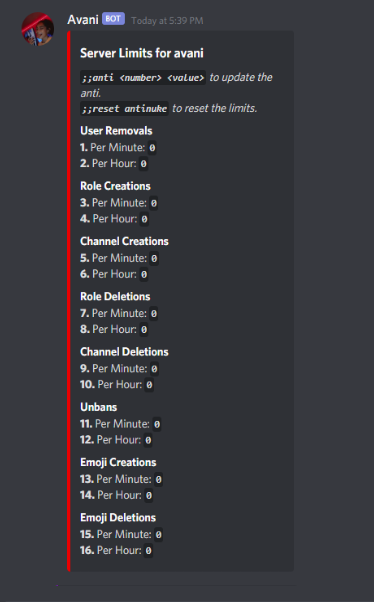 Avani BOT Today at 5:39 PM
Server Limits for avani
;;anti <number> <value> to update the
anti.
;;reset antinuke to reset the limits.
User Removals
1. Per Minute: 0
2. Per Hour: 0
Role Creations
3. Per Minute: 0
4. Per Hour: 0
Channel Creations
5. Per Minute: 0
6. Per Hour: 0
Role Deletions
7. Per Minute: 0
8. Per Hour: 0
Channel Deletions
9. Per Minute: 0
10. Per Hour: 0
Unbans
11. Per Minute: 0
12. Per Hour: 0
Emoji Creations
13. Per Minute: 0
14. Per Hour: 0
Emoji Deletions
15. Per Minute: 0
16. Per Hour: 0